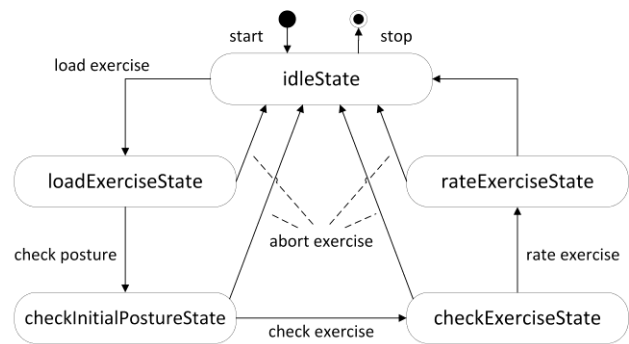 start
stop
load exercise
idleState
loadExerciseState
rateExerciseState
abort exercise
check posture
rate exercise
checkInitialPostureState
check exercise
checkExerciseState